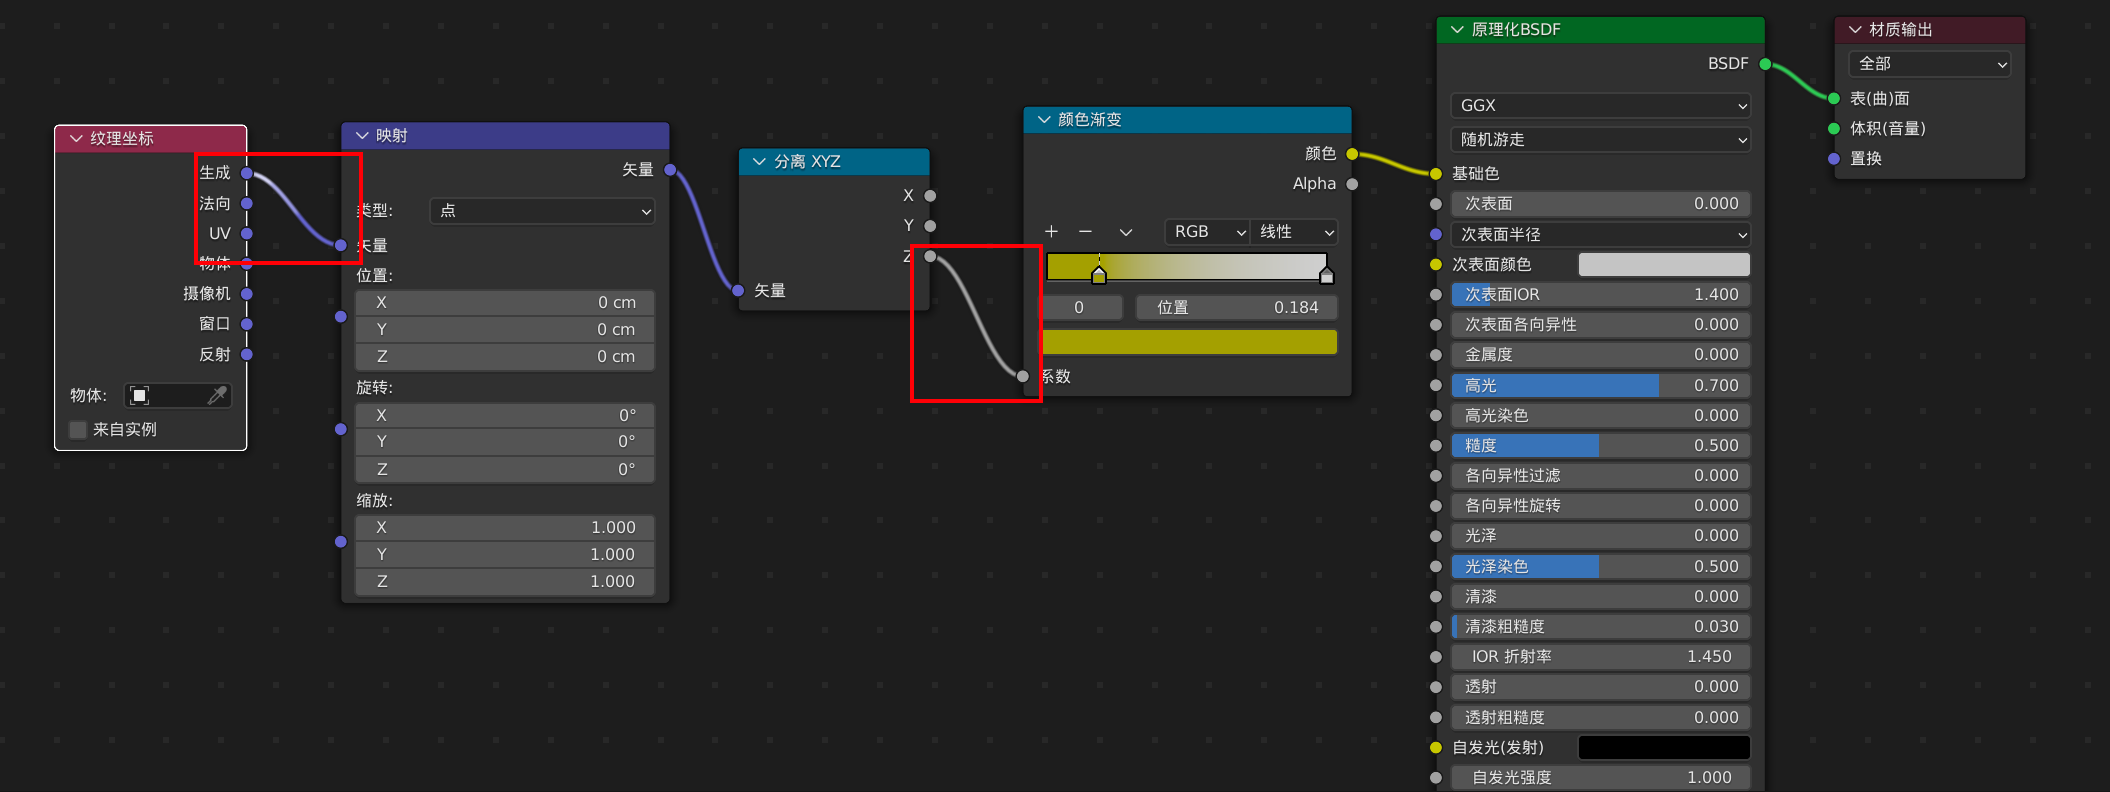 纹理坐标
生成
法向
UV
物体
摄像机
窗口
反射
物体:
来自实例
映射
矢量
类型:
点
矢量
位置:
X 0 cm
Y 0 cm
Z 0 cm
旋转:
X 0°
Y 0°
Z 0°
缩放:
X 1.000
Y 1.000
Z 1.000
分离 XYZ
X
Y
Z
矢量
颜色渐变
颜色
Alpha
RGB 线性
0 位置 0.184
系数
原理化BSDF
BSDF
GGX
随机游走
基础色
次表面 0.000
次表面半径
次表面颜色
次表面IOR 1.400
次表面各向异性 0.000
金属度 0.000
高光 0.700
高光染色 0.000
糙度 0.500
各向异性过滤 0.000
各向异性旋转 0.000
光泽 0.000
光泽染色 0.500
清漆 0.000
清漆粗糙度 0.030
IOR 折射率 1.450
透射 0.000
透射粗糙度 0.000
自发光(发射)
自发光强度 1.000
材质输出
全部
表(曲)面
体积(音量)
置换